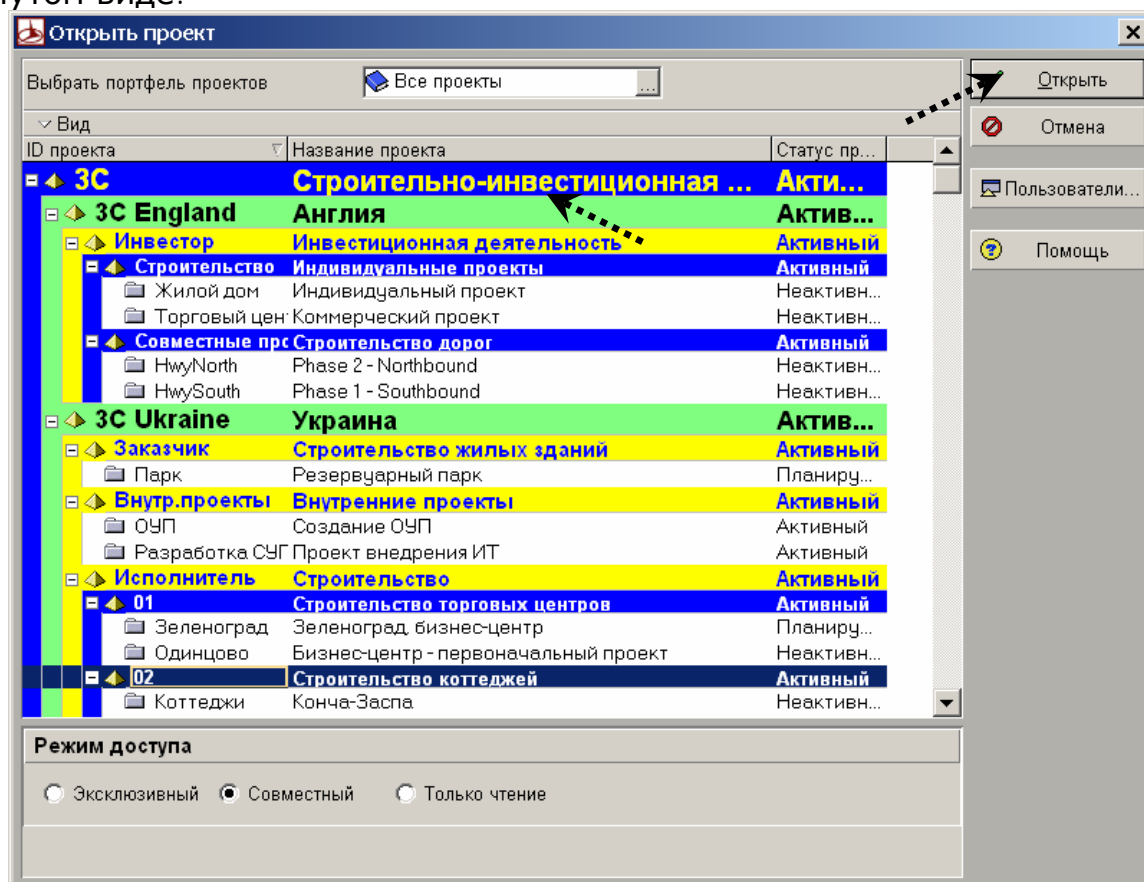 виде.
Открыть проект
Выбрать портфель проектов Все проекты ...
Открыть
Отмена
Пользователи...
Помощь
Вид
ID проекта Название проекта Статус пр...
3C Строительно-инвестиционная ... Акти...
3C England Англия Актив...
Инвестор Инвестиционная деятельность Активный
Строительство Индивидуальные проекты Активный
Жилой дом Индивидуальный проект Неактивн...
Торговый цен Коммерческий проект Неактивн...
Совместные прс Строительство дорог Активный
HwyNorth Phase 2 - Northbound Неактивн...
HwySouth Phase 1 - Southbound Неактивн...
3C Ukraine Украина Актив...
Заказчик Строительство жилых зданий Активный
Парк Резервуарный парк Планиру...
Внутр.проекты Внутренние проекты Активный
ОУП Создание ОУП Активный
Разработка СУГ Проект внедрения ИТ Активный
Исполнитель Строительство Активный
01 Строительство торговых центров Активный
Зеленоград Зеленоград, бизнес-центр Планиру...
Одинцово Бизнес-центр - первоначальный проект Неактивн...
02 Строительство коттеджей Активный
Коттеджи Конча-Заспа Неактивн...
Режим доступа
Эксклюзивный Совместный Только чтение